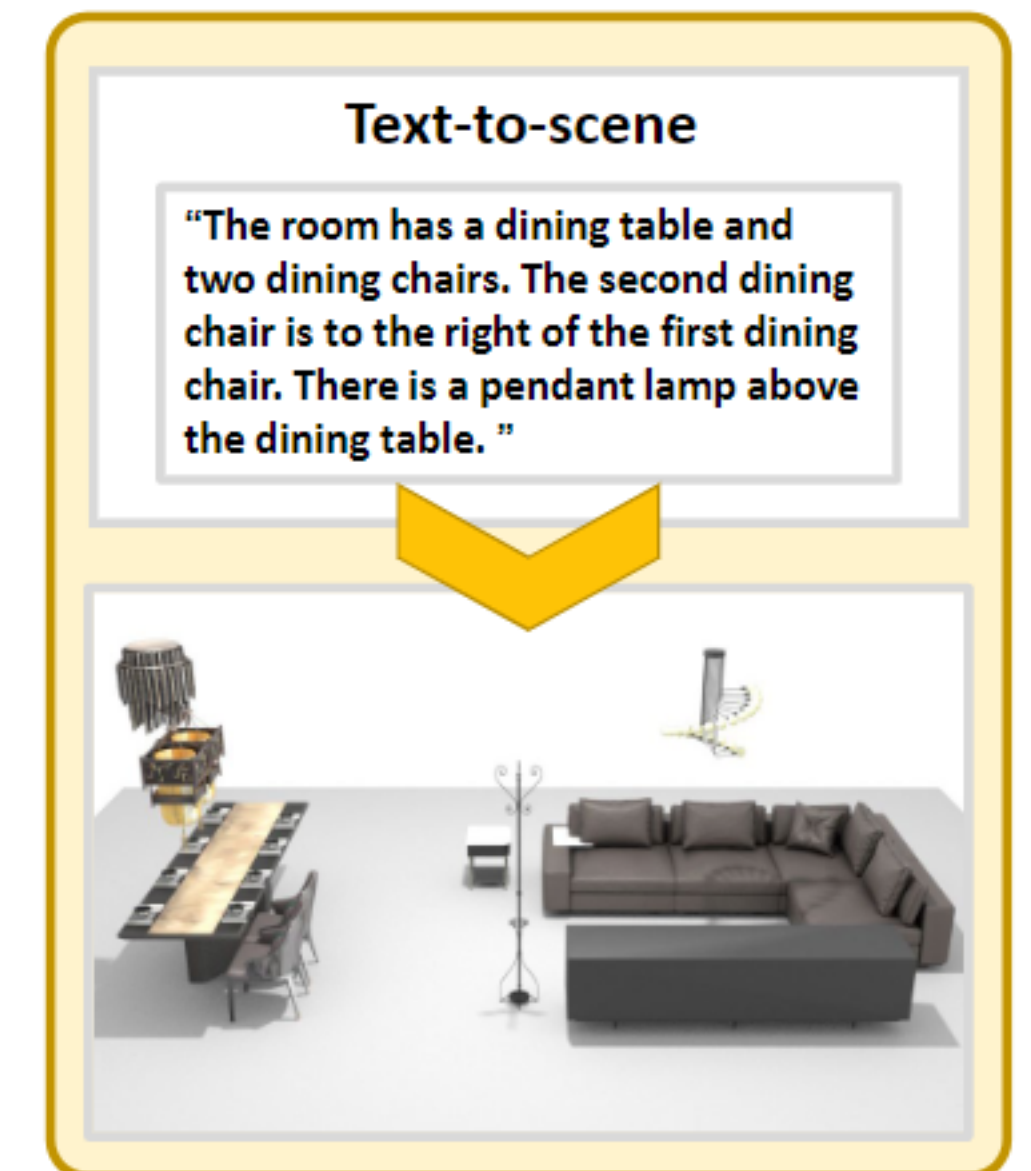 Text-to-scene
“The room has a dining table and
two dining chairs. The second dining
chair is to the right of the first dining
chair. There is a pendant lamp above
the dining table. ”